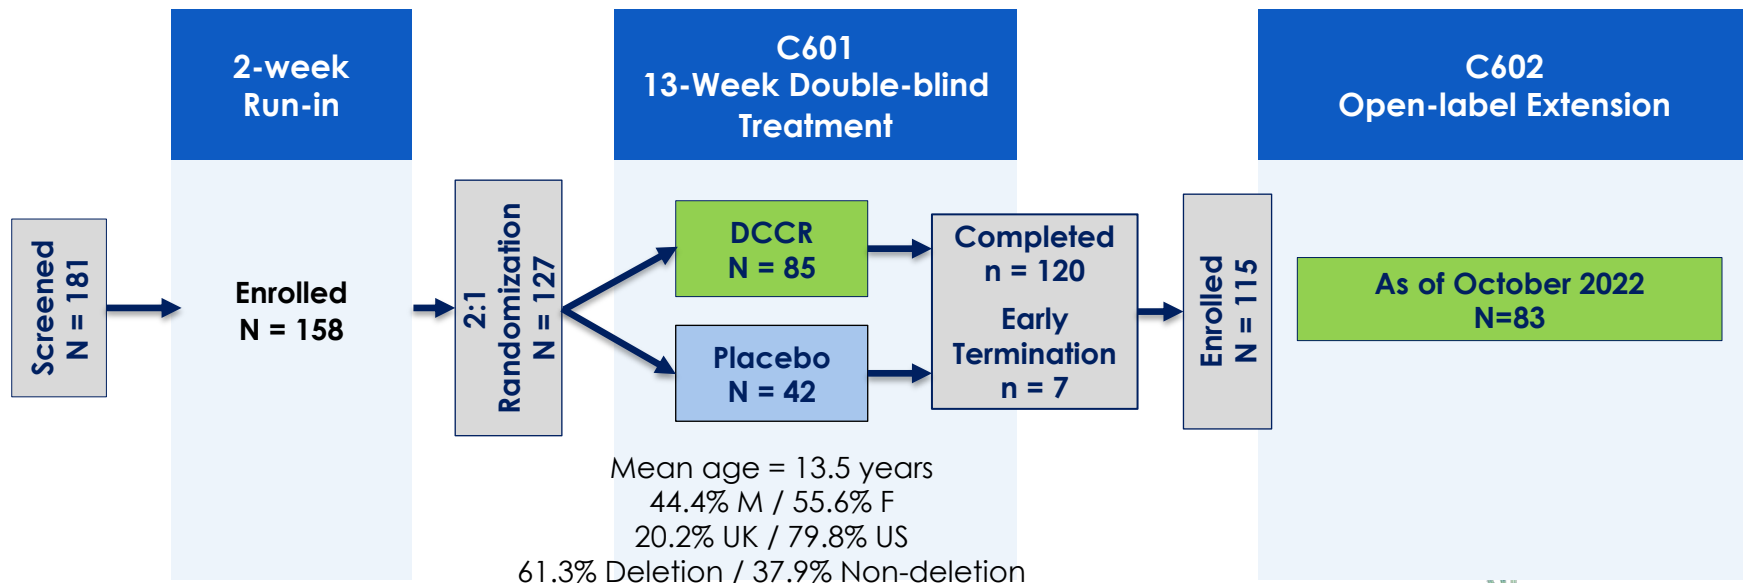 2-week
Run-in
C601
13-Week Double-blind
Treatment
C602
Open-label Extension
Screened
N = 181
Enrolled
N = 158
2:1
Randomization
N = 127
DCCR
N = 85
Placebo
N = 42
Completed
n = 120
Early
Termination
n = 7
Enrolled
N = 115
As of October 2022
N=83
Mean age = 13.5 years
44.4% M / 55.6% F
20.2% UK / 79.8% US
61.3% Deletion / 37.9% Non-deletion